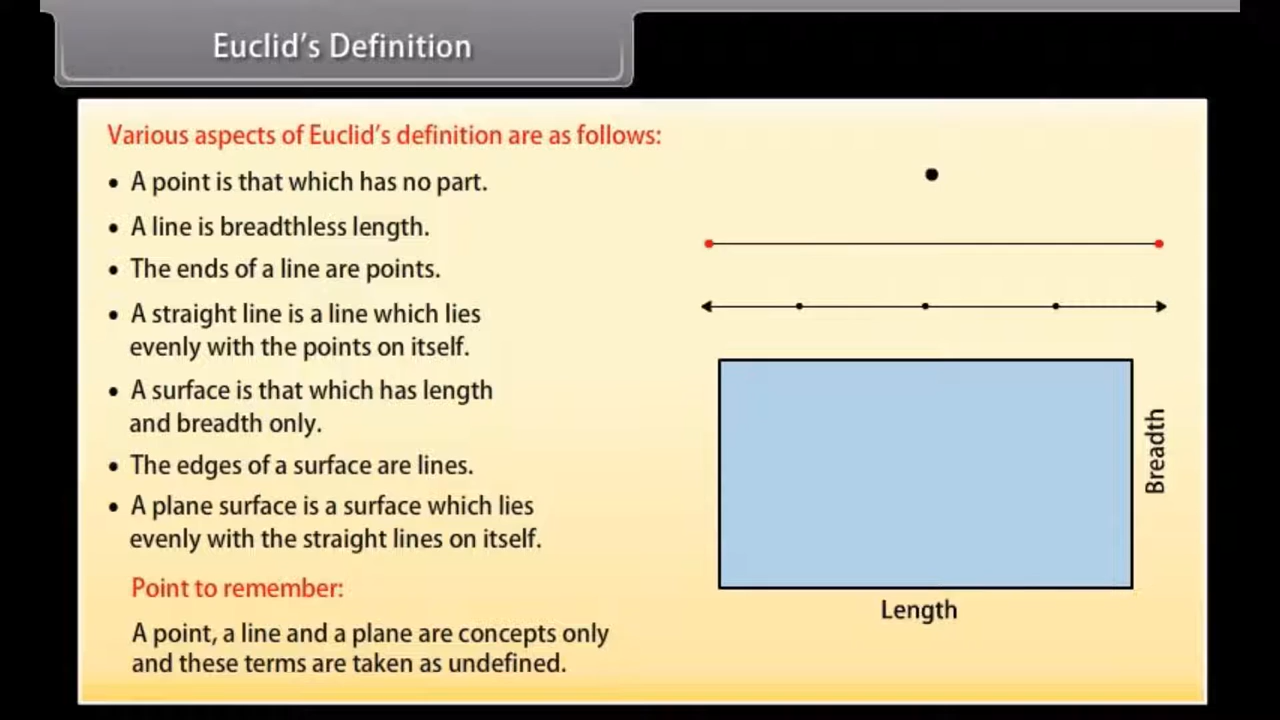 Euclid's Definition
Various aspects of Euclid's definition are as follows:
• A point is that which has no part.
• A line is breadthless length.
• The ends of a line are points.
• A straight line is a line which lies
evenly with the points on itself.
• A surface is that which has length
and breadth only.
• The edges of a surface are lines.
• A plane surface is a surface which lies
evenly with the straight lines on itself.
Point to remember:
A point, a line and a plane are concepts only
and these terms are taken as undefined.
Breadth
Length